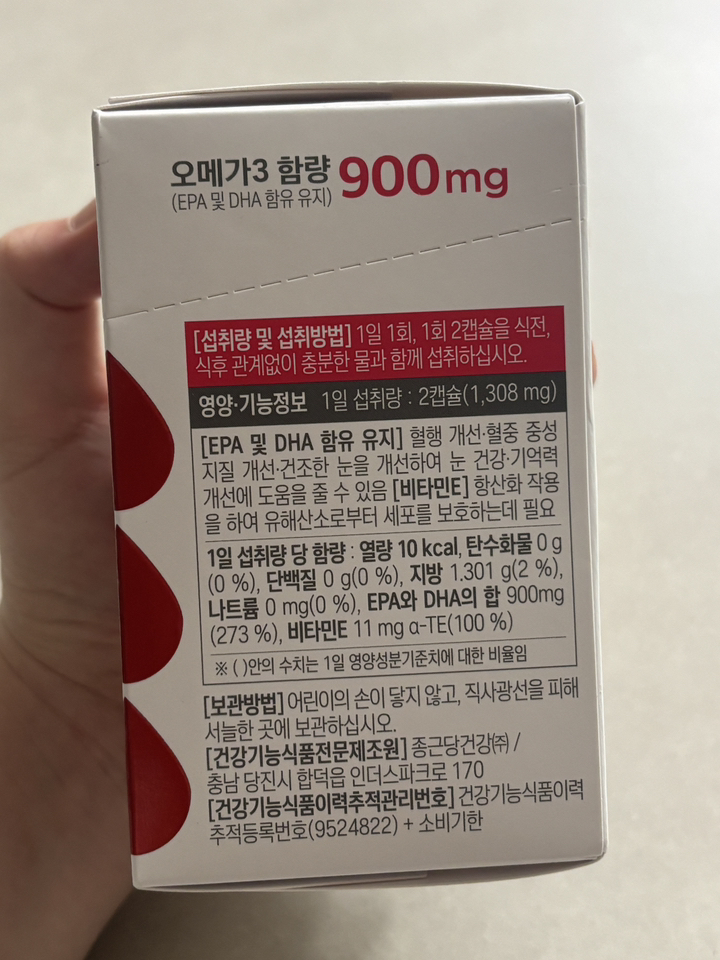 오메가3 함량 900mg
(EPA 및 DHA 함유 유지)
[섭취량 및 섭취방법] 1일 1회, 1회 2캡슐을 식전,
식후 관계없이 충분한 물과 함께 섭취하십시오.
영양·기능정보 1일 섭취량 : 2캡슐(1,308 mg)
[EPA 및 DHA 함유 유지] 혈행 개선·혈중 중성
지질 개선·건조한 눈을 개선하여 눈 건강·기억력
개선에 도움을 줄 수 있음 [비타민E] 항산화 작용
을 하여 유해산소로부터 세포를 보호하는데 필요
1일 섭취량 당 함량 : 열량 10 kcal, 탄수화물 0 g
(0 %), 단백질 0 g(0 %), 지방 1.301 g(2 %),
나트륨 0 mg(0 %), EPA와 DHA의 합 900mg
(273 %), 비타민E 11 mg α-TE(100 %)
※ ( )안의 수치는 1일 영양성분기준치에 대한 비율임
[보관방법] 어린이의 손이 닿지 않고, 직사광선을 피해
서늘한 곳에 보관하십시오.
[건강기능식품전문제조원] 종근당건강㈜ /
충남 당진시 합덕읍 인더스파크로 170
[건강기능식품이력추적관리번호] 건강기능식품이력
추적등록번호(9524822) + 소비기한